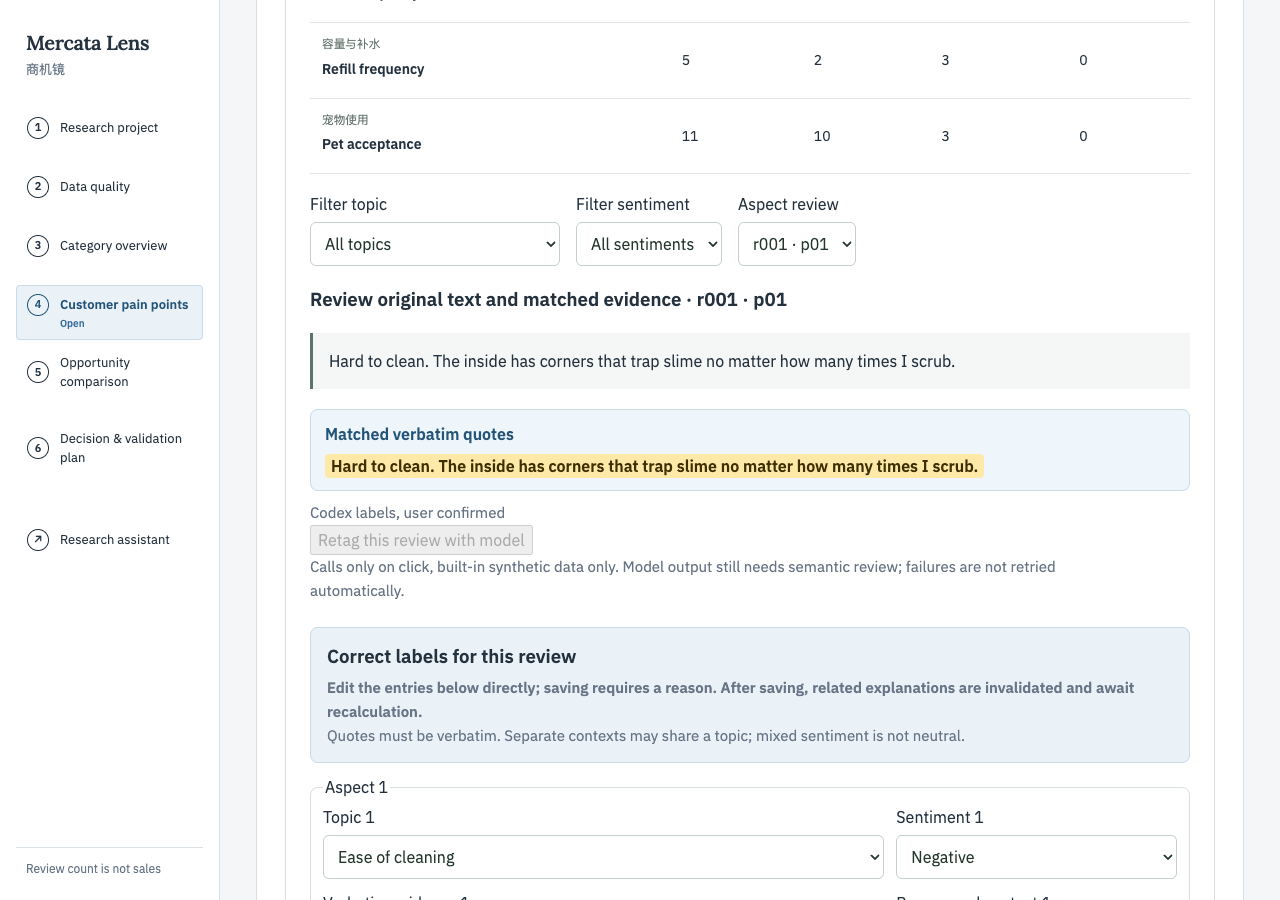 Mercata Lens
商机镜
1 Research project
2 Data quality
3 Category overview
4 Customer pain points
Open
5 Opportunity
comparison
6 Decision & validation
plan
Research assistant
Review count is not sales
容量与补水
Refill frequency 5 2 3 0
宠物使用
Pet acceptance 11 10 3 0
Filter topic Filter sentiment Aspect review
All topics All sentiments r001 · p01
Review original text and matched evidence · r001 · p01
Hard to clean. The inside has corners that trap slime no matter how many times I scrub.
Matched verbatim quotes
Hard to clean. The inside has corners that trap slime no matter how many times I scrub.
Codex labels, user confirmed
Retag this review with model
Calls only on click, built-in synthetic data only. Model output still needs semantic review; failures are not retried
automatically.
Correct labels for this review
Edit the entries below directly; saving requires a reason. After saving, related explanations are invalidated and await
recalculation.
Quotes must be verbatim. Separate contexts may share a topic; mixed sentiment is not neutral.
Aspect 1
Topic 1 Sentiment 1
Ease of cleaning Negative